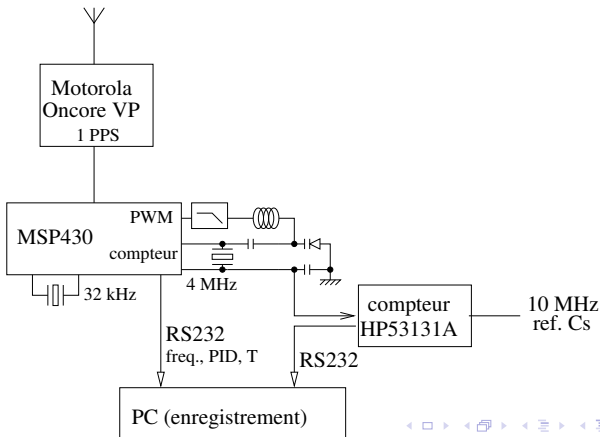 Motorola
Oncore VP
1 PPS
PWM
MSP430
compteur
32 kHz
4 MHz
compteur
HP53131A
10 MHz
ref. Cs
RS232
freq., PID, T
RS232
PC (enregistrement)